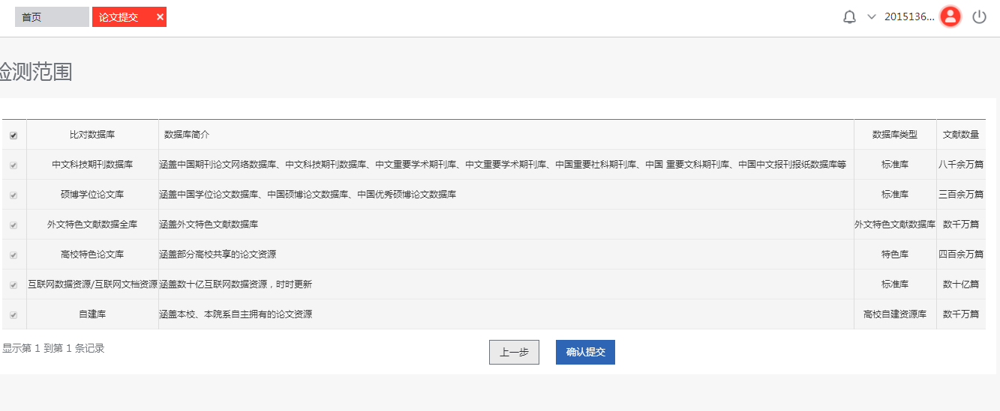 首页 论文提交 × 2015136...
检测范围
比对数据库 数据库简介 数据库类型 文献数量
中文科技期刊数据库 涵盖中国期刊论文网络数据库、中文科技期刊数据库、中文重要学术期刊库、中文重要学术期刊库、中国重要社科期刊库、中国 重要文科期刊库、中国中文报刊报纸数据库等 标准库 八千余万篇
硕博学位论文库 涵盖中国学位论文数据库、中国硕博论文数据库、中国优秀硕博论文数据库 标准库 三百余万篇
外文特色文献数据全库 涵盖外文特色文献数据库 外文特色文献数据库 数千万篇
高校特色论文库 涵盖部分高校共享的论文资源 特色库 四百余万篇
互联网数据资源/互联网文档资源 涵盖数十亿互联网数据资源，时时更新 标准库 数十亿篇
自建库 涵盖本校、本院系自主拥有的论文资源 高校自建资源库 数千万篇
显示第 1 到第 1 条记录 上一步 确认提交